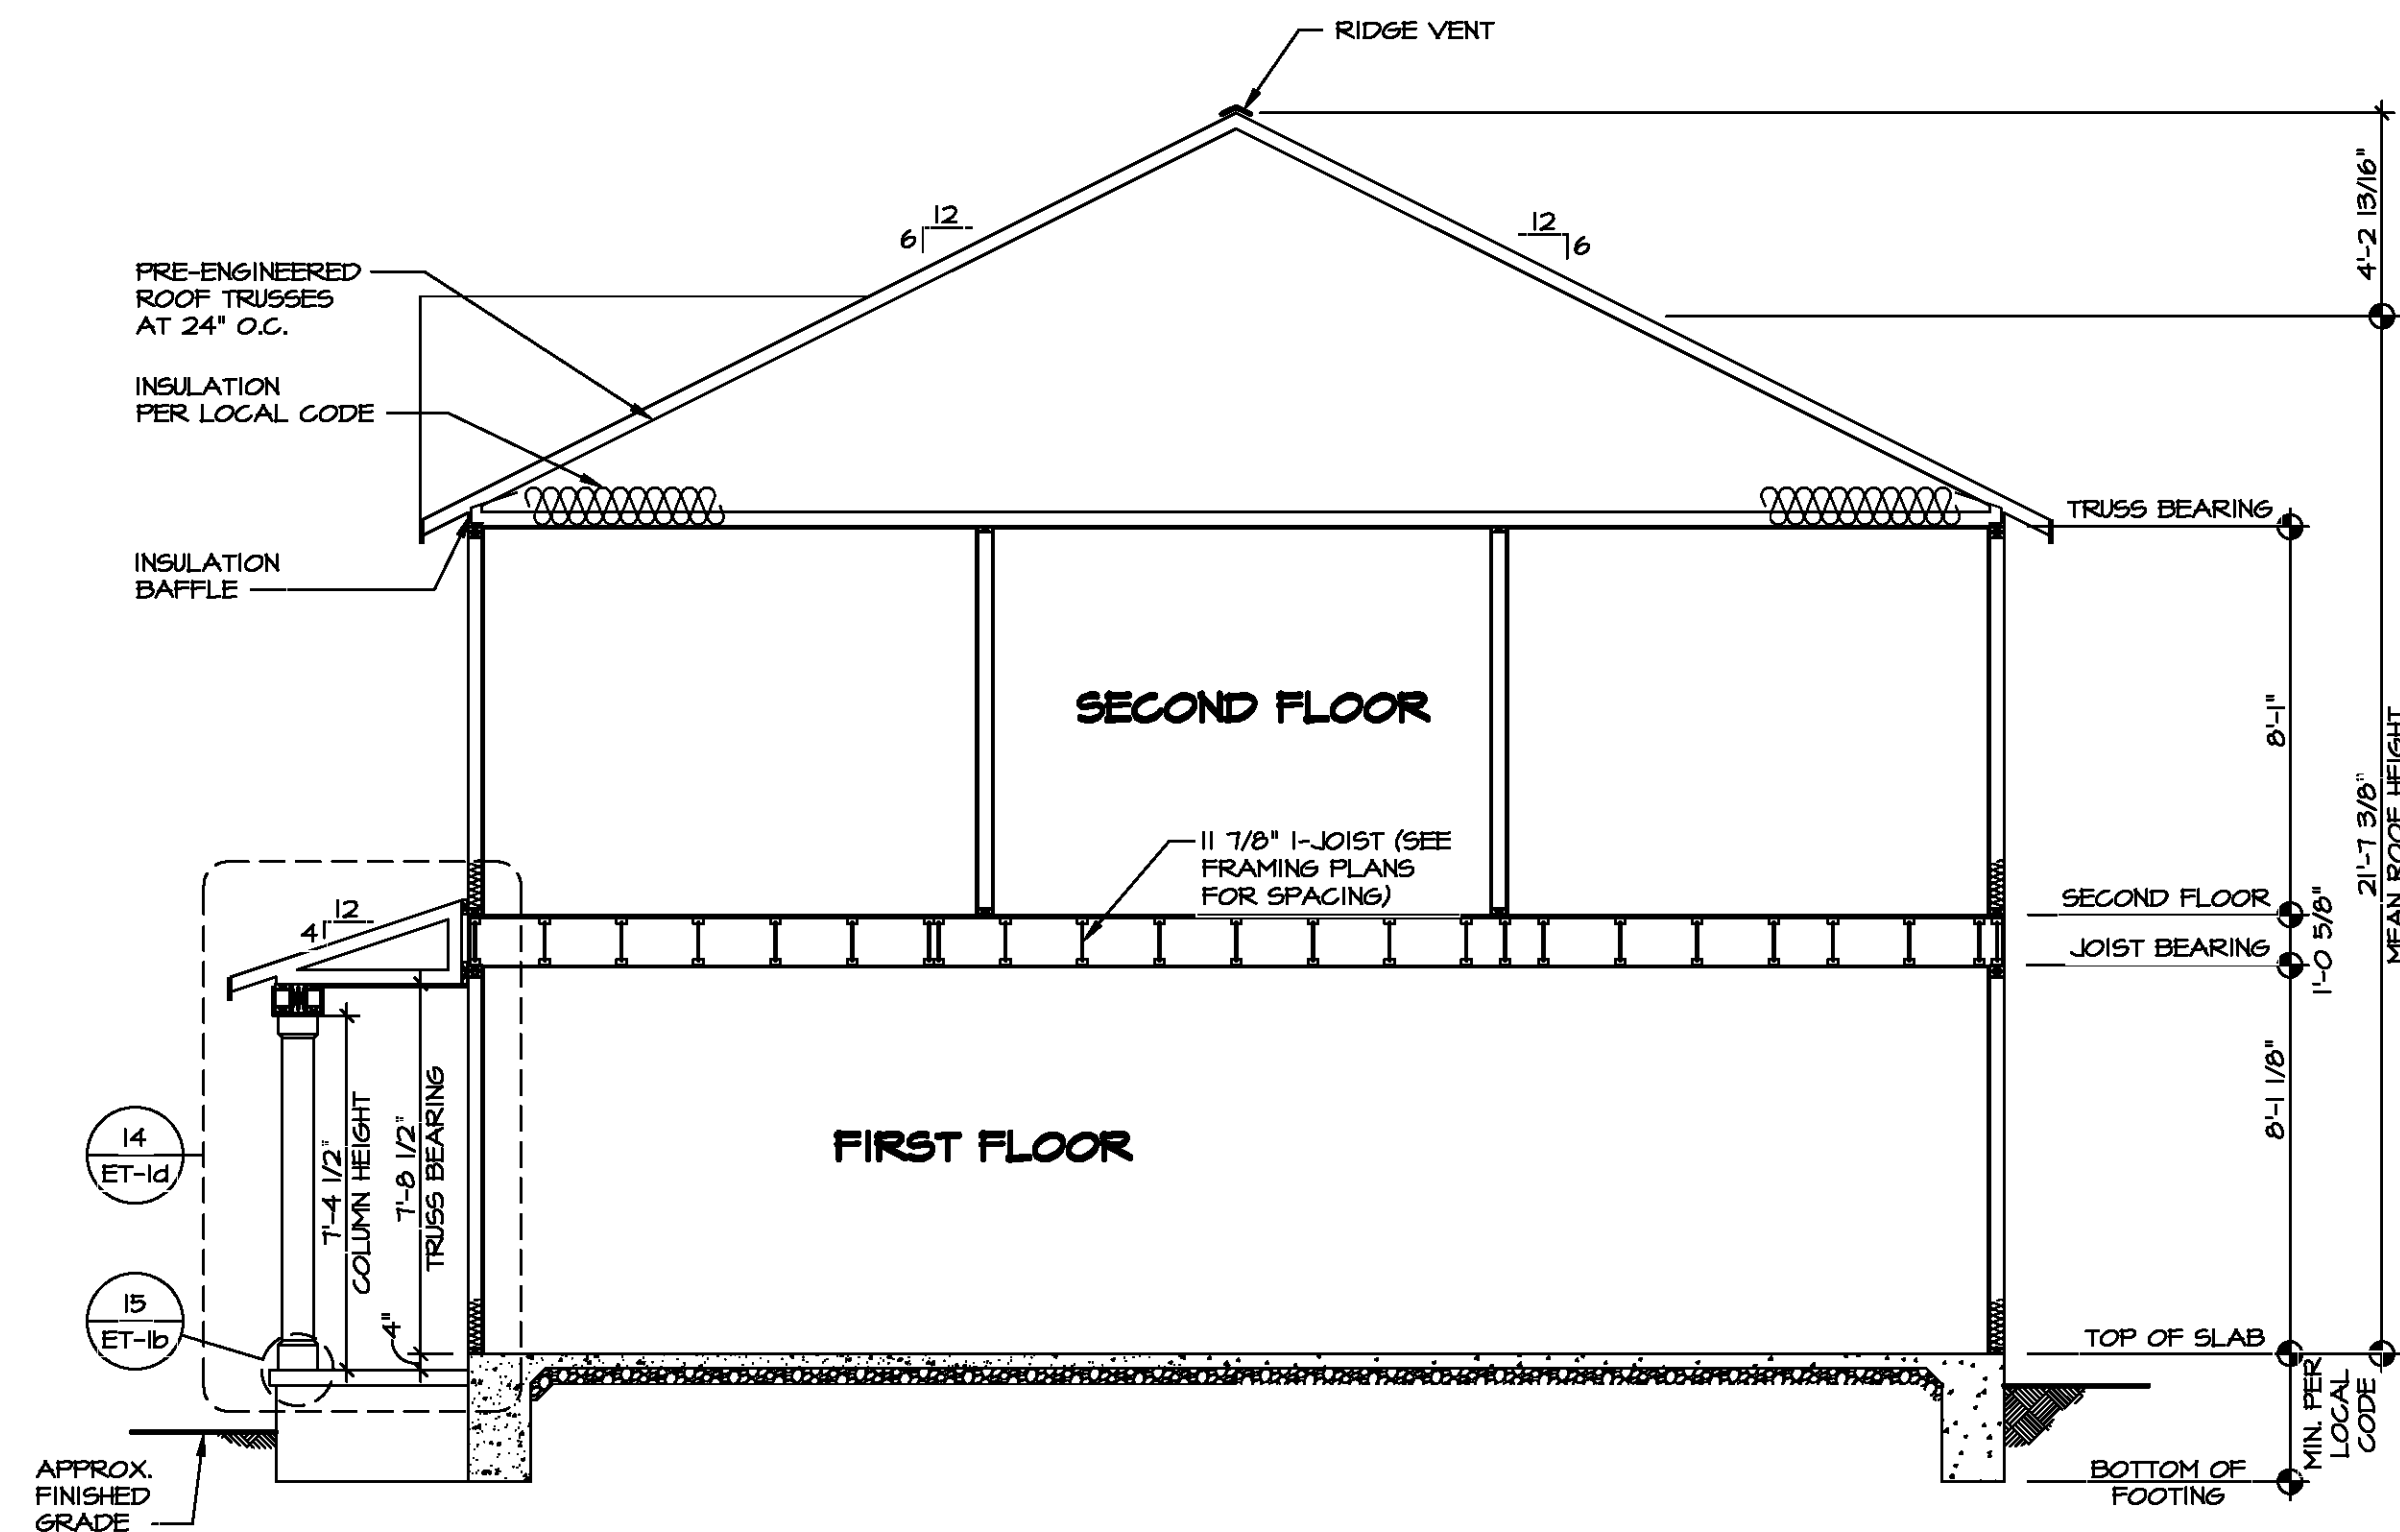 RIDGE VENT
4'-2 13/16"
12
6
12
6
PRE-ENGINEERED
ROOF TRUSSES
AT 24" O.C.
INSULATION
PER LOCAL CODE
INSULATION
BAFFLE
TRUSS BEARING
SECOND FLOOR
8'-1"
21'-7 3/8"
MEAN ROOF HEIGHT
11 7/8" I-JOIST (SEE
FRAMING PLANS
FOR SPACING)
SECOND FLOOR
JOIST BEARING
1'-0 5/8"
12
4
8'-1 1/8"
FIRST FLOOR
14
ET-1d
7'-4 1/2"
COLUMN HEIGHT
7'-8 1/2"
TRUSS BEARING
15
ET-1b
4"
TOP OF SLAB
MIN. PER
LOCAL
CODE
APPROX.
FINISHED
GRADE
BOTTOM OF
FOOTING